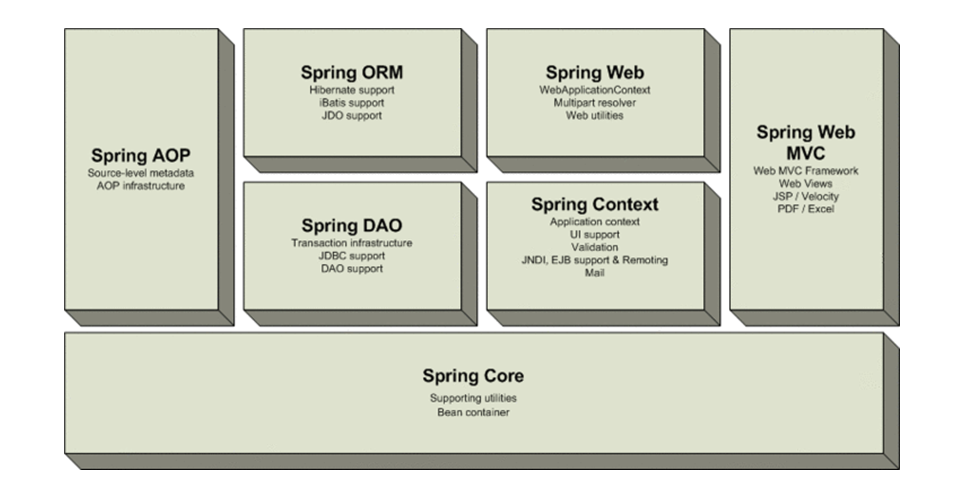 Spring AOP
Source-level metadata
AOP infrastructure
Spring ORM
Hibernate support
iBatis support
JDO support
Spring DAO
Transaction infrastructure
JDBC support
DAO support
Spring Web
WebApplicationContext
Multipart resolver
Web utilities
Spring Context
Application context
UI support
Validation
JNDI, EJB support & Remoting
Mail
Spring Web
MVC
Web MVC Framework
Web Views
JSP / Velocity
PDF / Excel
Spring Core
Supporting utilities
Bean container